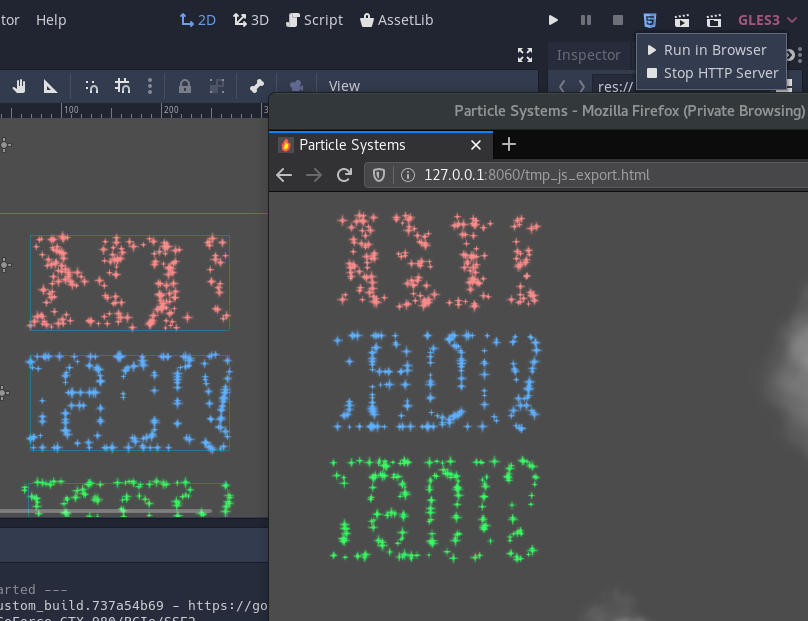 tor Help 2D 3D Script AssetLib GLES3
Inspector
Run in Browser
Stop HTTP Server
View
res://
100 200 3
Particle Systems - Mozilla Firefox (Private Browsing)
Particle Systems
127.0.0.1:8060/tmp_js_export.html
arted ---
ustom_build.737a54b69 - https://go